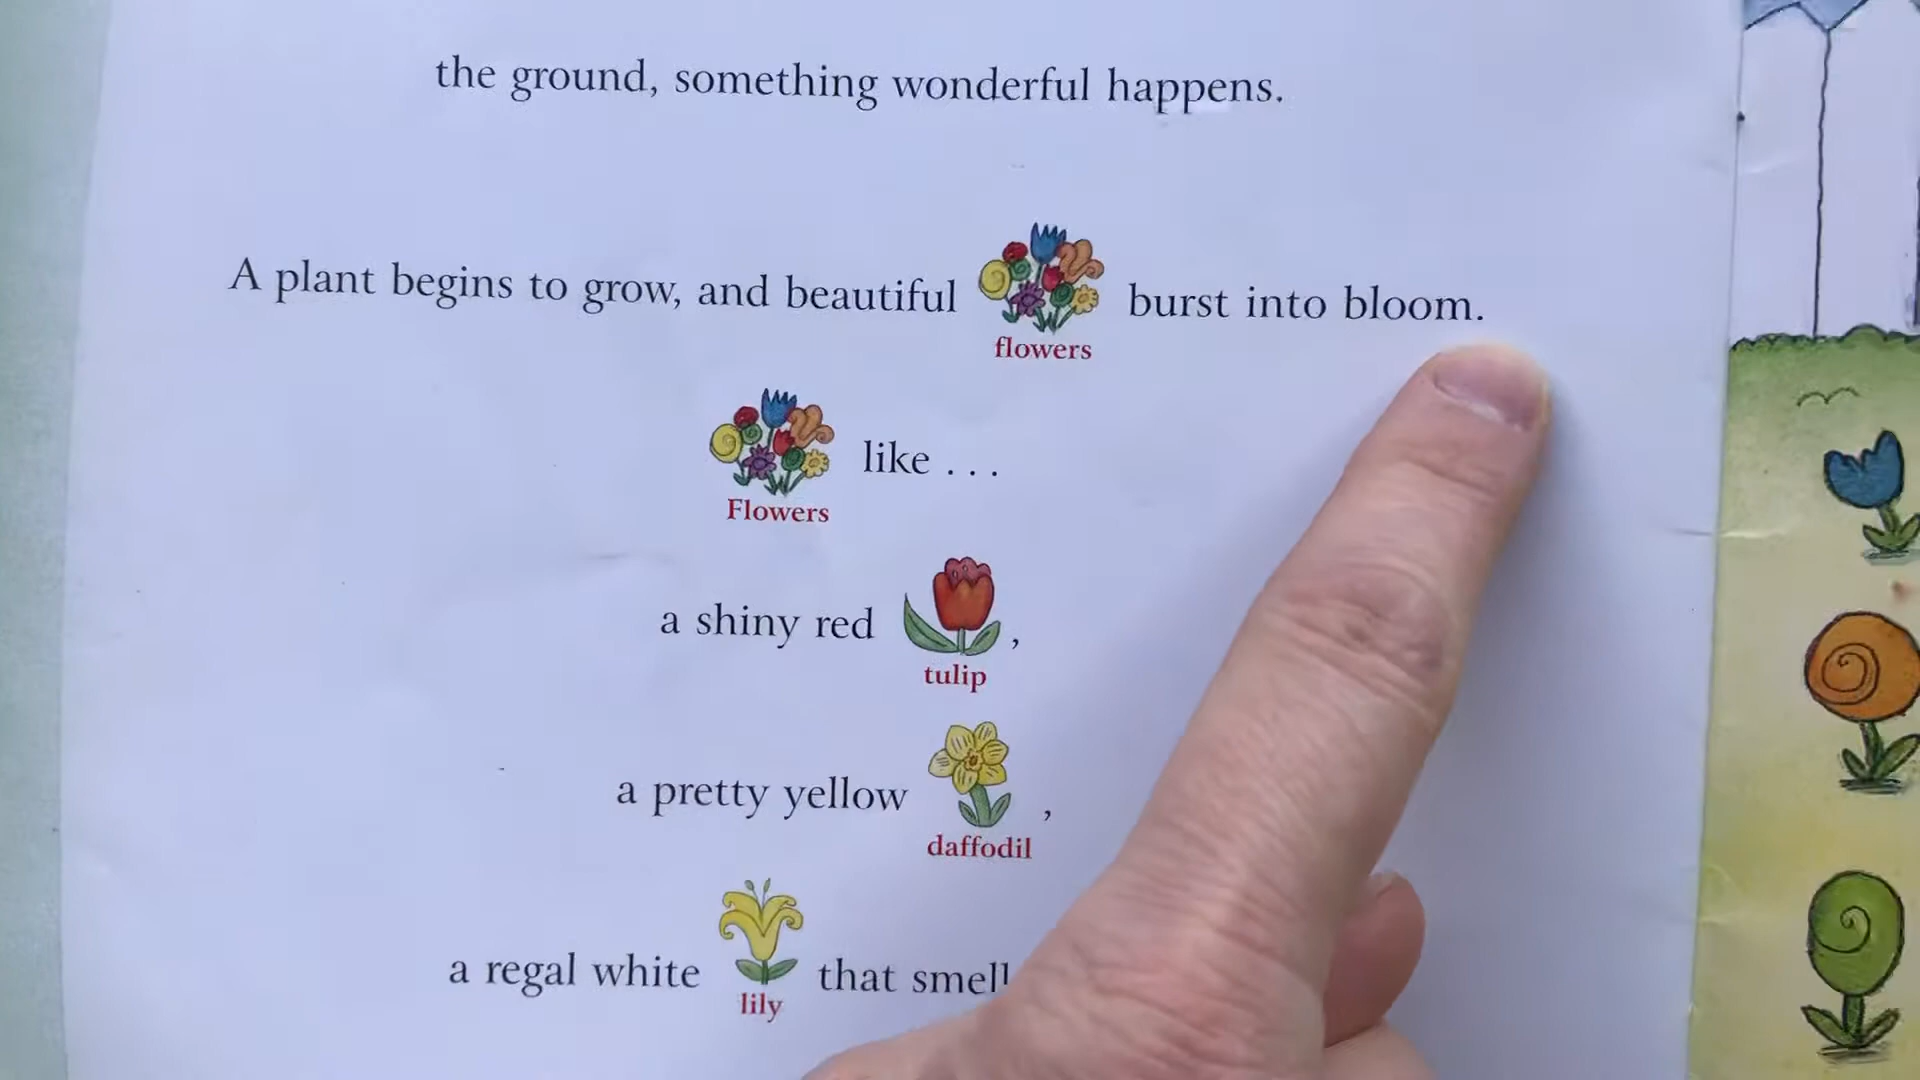 the ground, something wonderful happens.
A plant begins to grow, and beautiful burst into bloom.
flowers
like . . .
Flowers
a shiny red ,
tulip
a pretty yellow ,
daffodil
a regal white that smell
lily